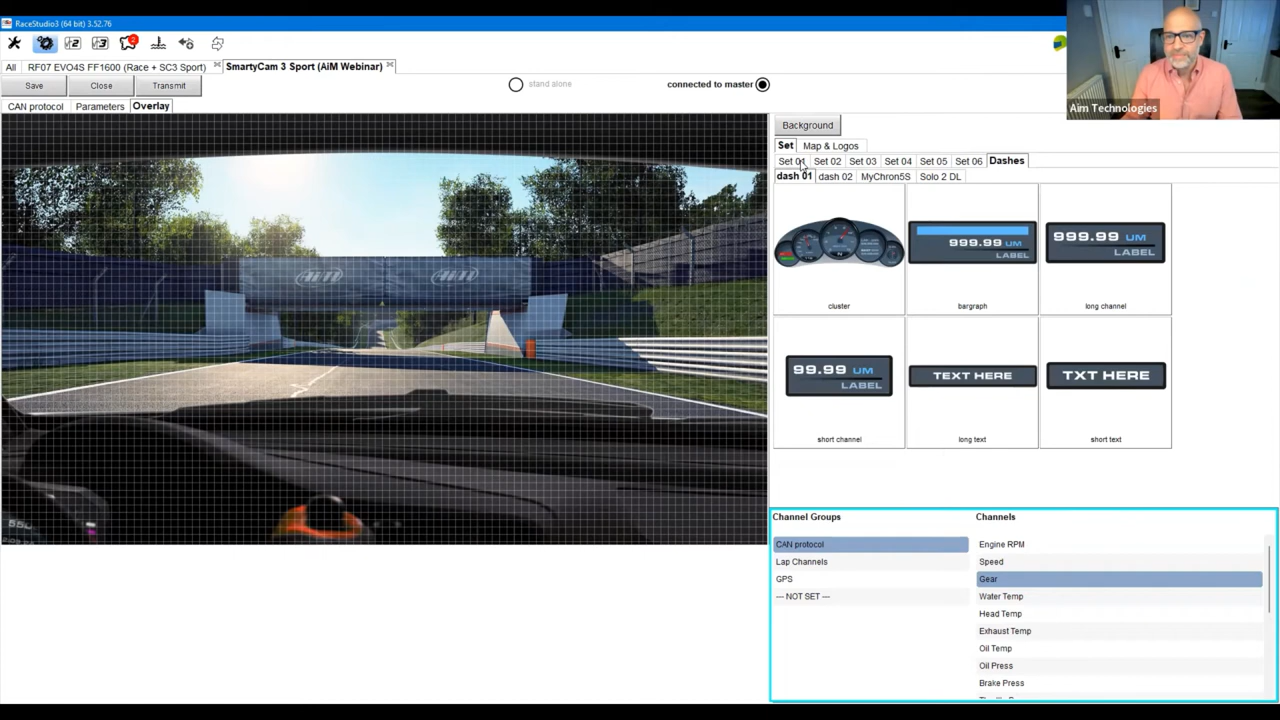 RaceStudio3 (64 bit) 3.52.76
All RF07 EVO4S FF1600 (Race + SC3 Sport) SmartyCam 3 Sport (AiM Webinar)
Save Close Transmit stand alone connected to master
CAN protocol Parameters Overlay
Aim Technologies
Background
Set Map & Logos
Set 01 Set 02 Set 03 Set 04 Set 05 Set 06 Dashes
dash 01 dash 02 MyChron5S Solo 2 DL
999.99 UM
LABEL
999.99 UM
LABEL
cluster bargraph long channel
99.99 UM
LABEL
TEXT HERE
TXT HERE
short channel long text short text
Channel Groups Channels
CAN protocol Engine RPM
Lap Channels Speed
GPS Gear
--- NOT SET --- Water Temp
Head Temp
Exhaust Temp
Oil Temp
Oil Press
Brake Press